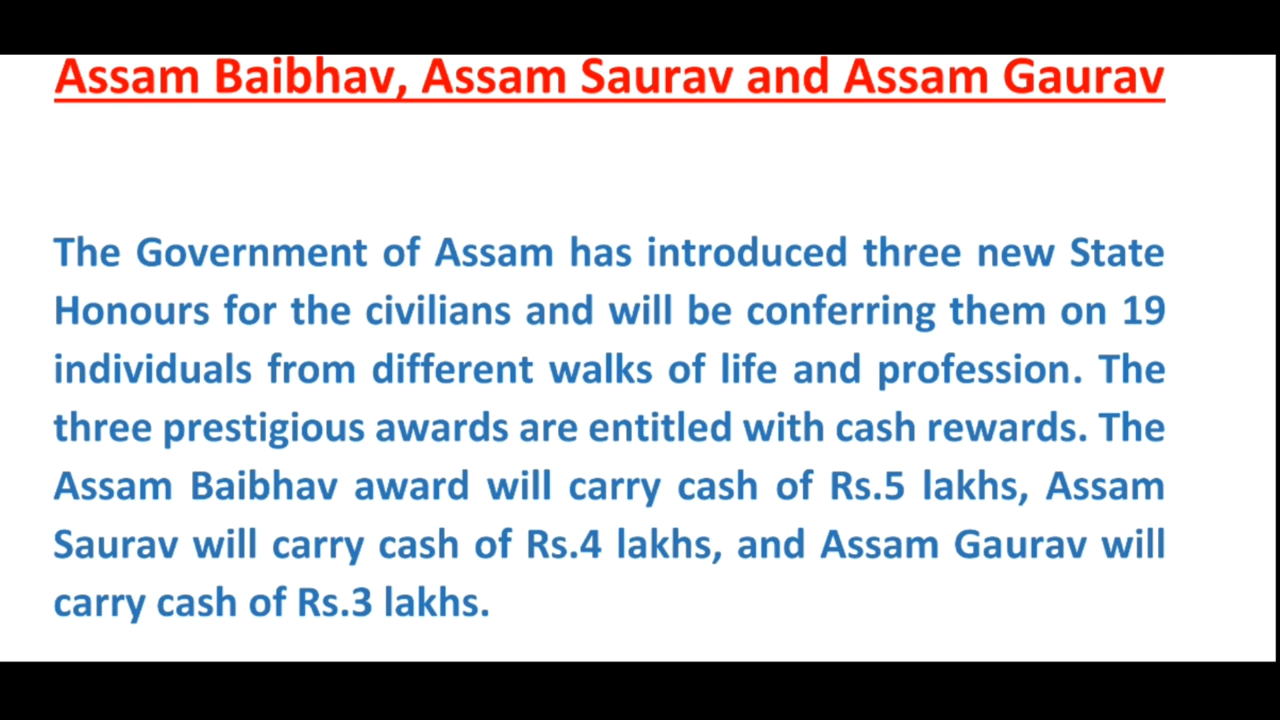 Assam Baibhav, Assam Saurav and Assam Gaurav
The Government of Assam has introduced three new State
Honours for the civilians and will be conferring them on 19
individuals from different walks of life and profession. The
three prestigious awards are entitled with cash rewards. The
Assam Baibhav award will carry cash of Rs.5 lakhs, Assam
Saurav will carry cash of Rs.4 lakhs, and Assam Gaurav will
carry cash of Rs.3 lakhs.